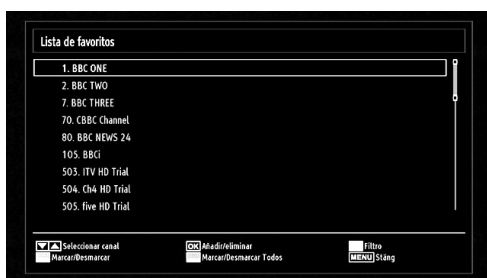 Lista de favoritos
1. BBC ONE
2. BBC TWO
7. BBC THREE
70. CBBC Channel
80. BBC NEWS 24
105. BBCi
503. ITV HD Trial
504. Ch4 HD Trial
505. five HD Trial
Seleccionar canal OK Añadir/eliminar Filtro
Marcar/Desmarcar Marcar/Desmarcar Todos MENU Stäng